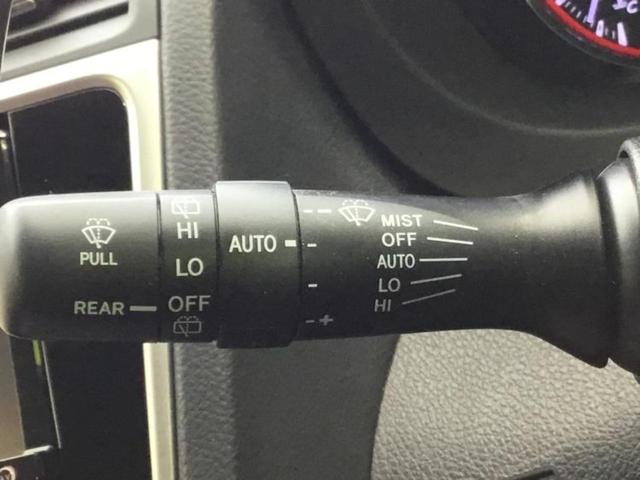 PULL
REAR
HI
LO
OFF
AUTO
- +
MIST
OFF
AUTO
LO
HI